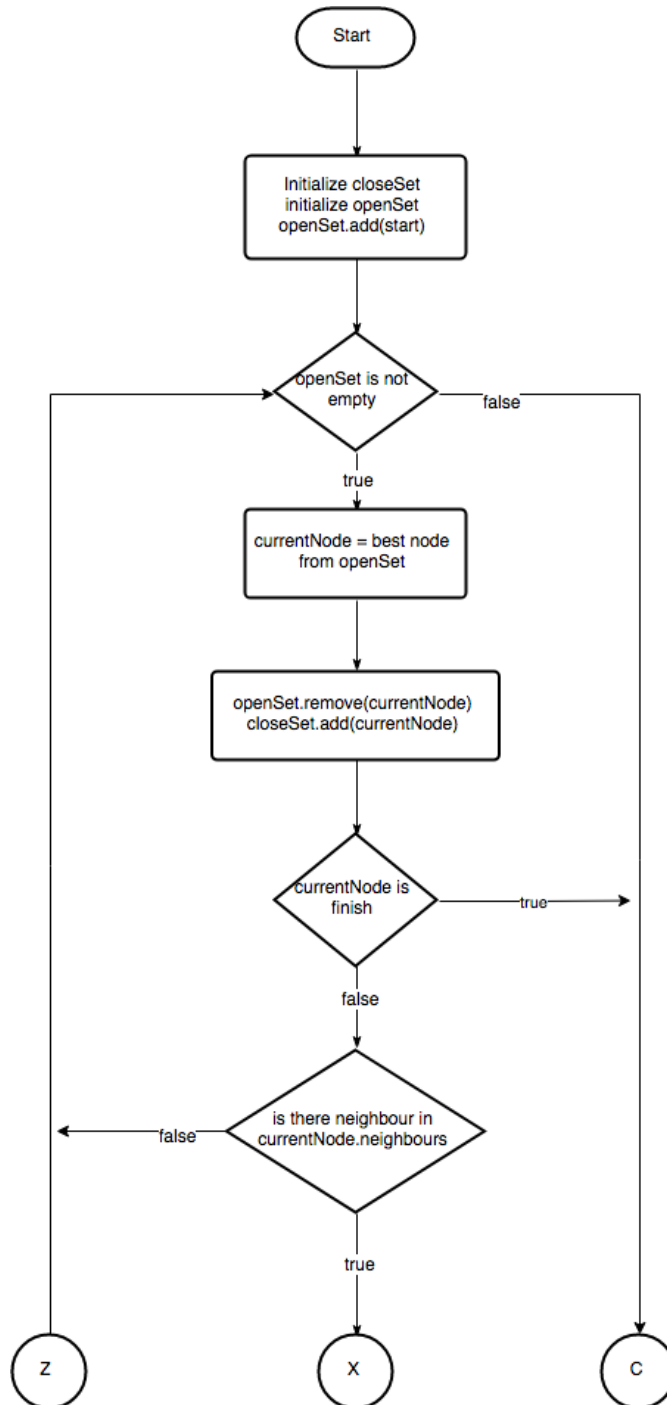 Start
Initialize closeSet
initialize openSet
openSet.add(start)
openSet is not
empty
false
true
currentNode = best node
from openSet
openSet.remove(currentNode)
closeSet.add(currentNode)
currentNode is
finish
true
false
is there neighbour in
currentNode.neighbours
false
true
Z
X
C